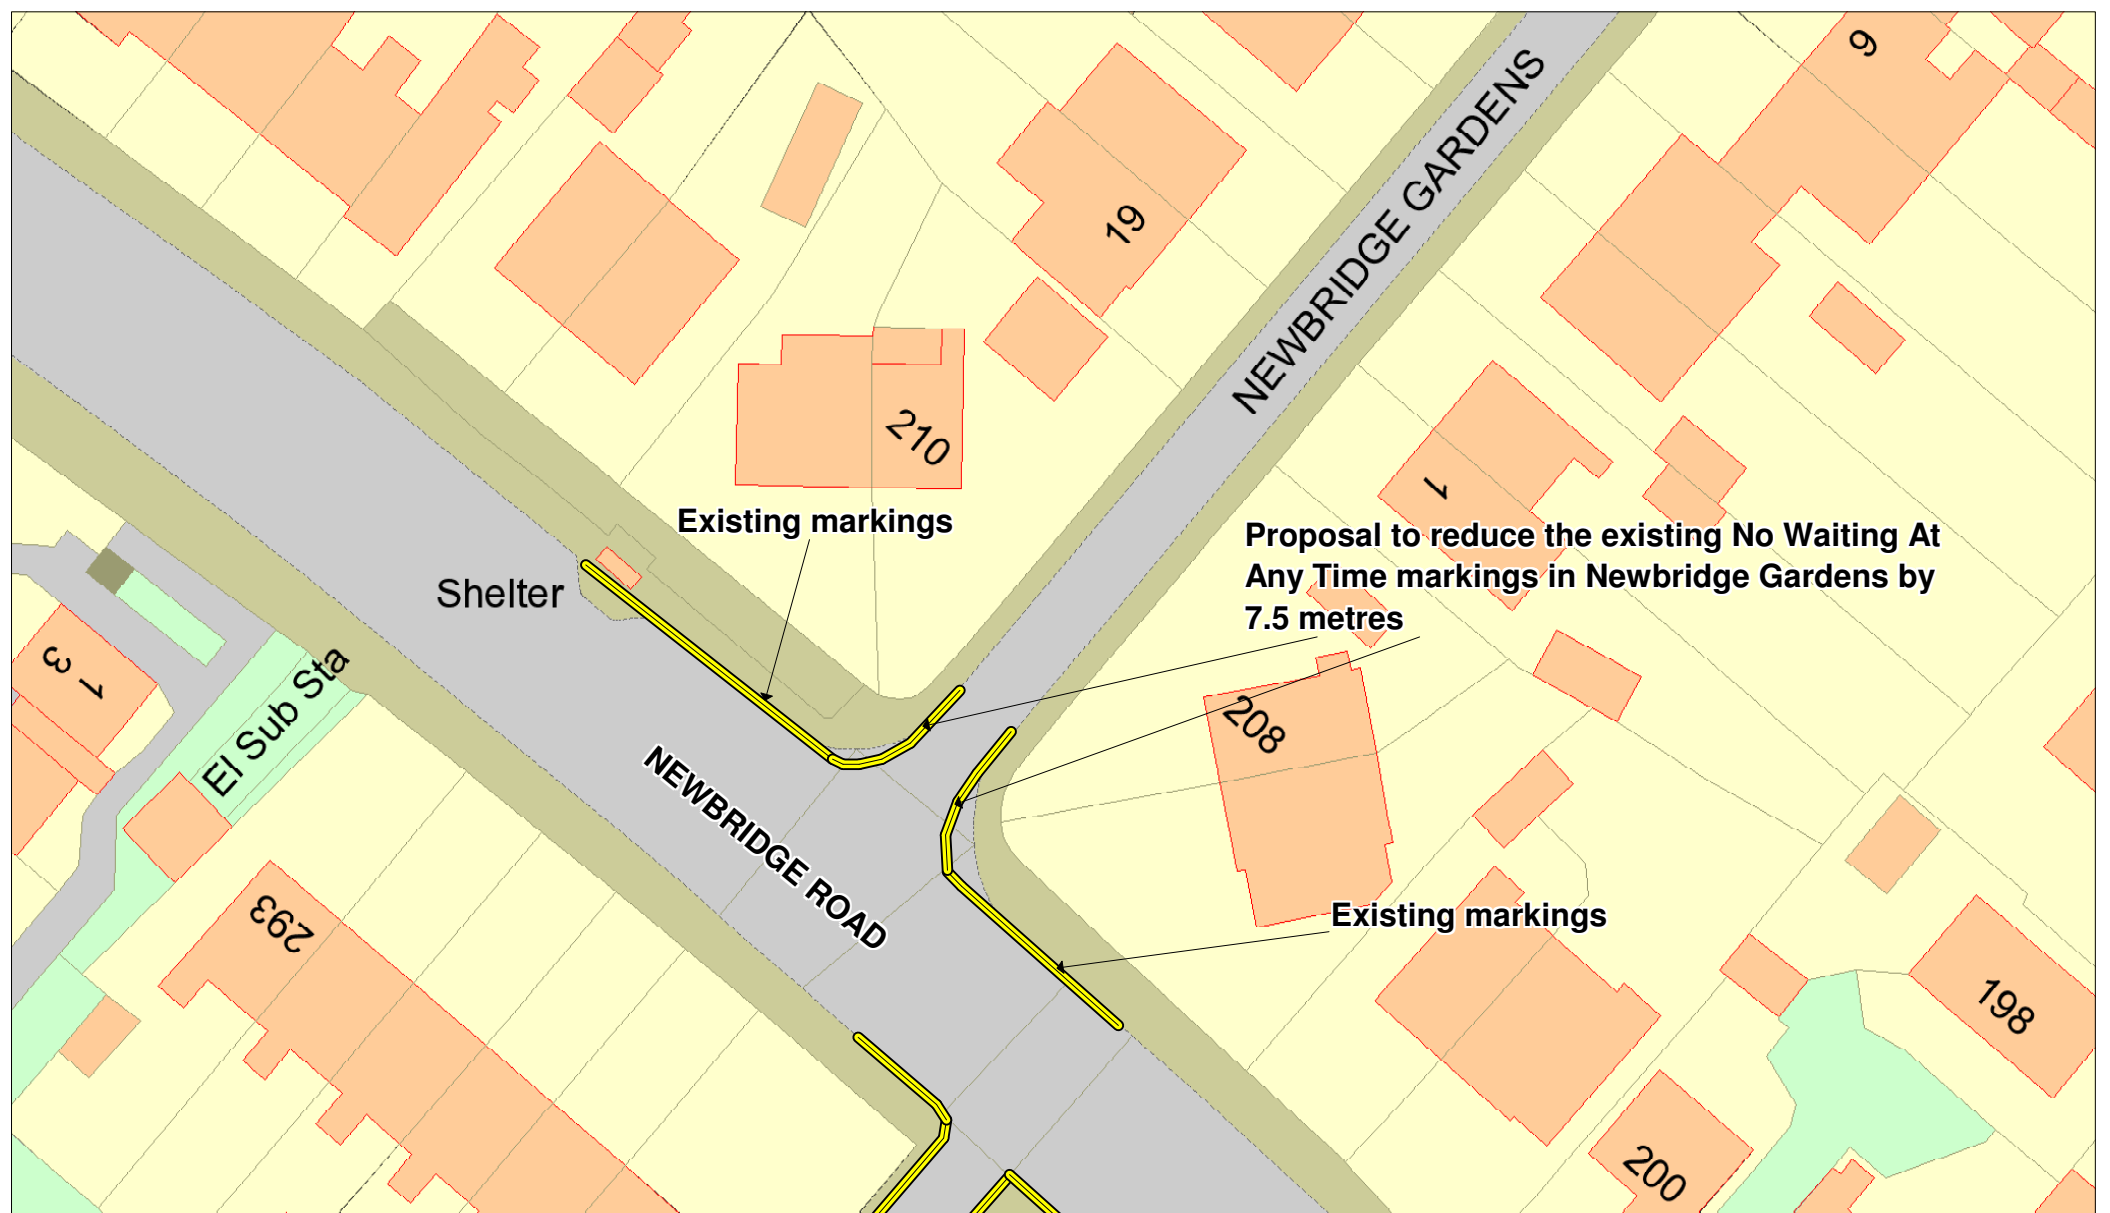 9
19
NEWBRIDGE GARDENS
210
1
Existing markings
Proposal to reduce the existing No Waiting At
Any Time markings in Newbridge Gardens by
7.5 metres
Shelter
1 3
El Sub Sta
208
NEWBRIDGE ROAD
293
Existing markings
198
200